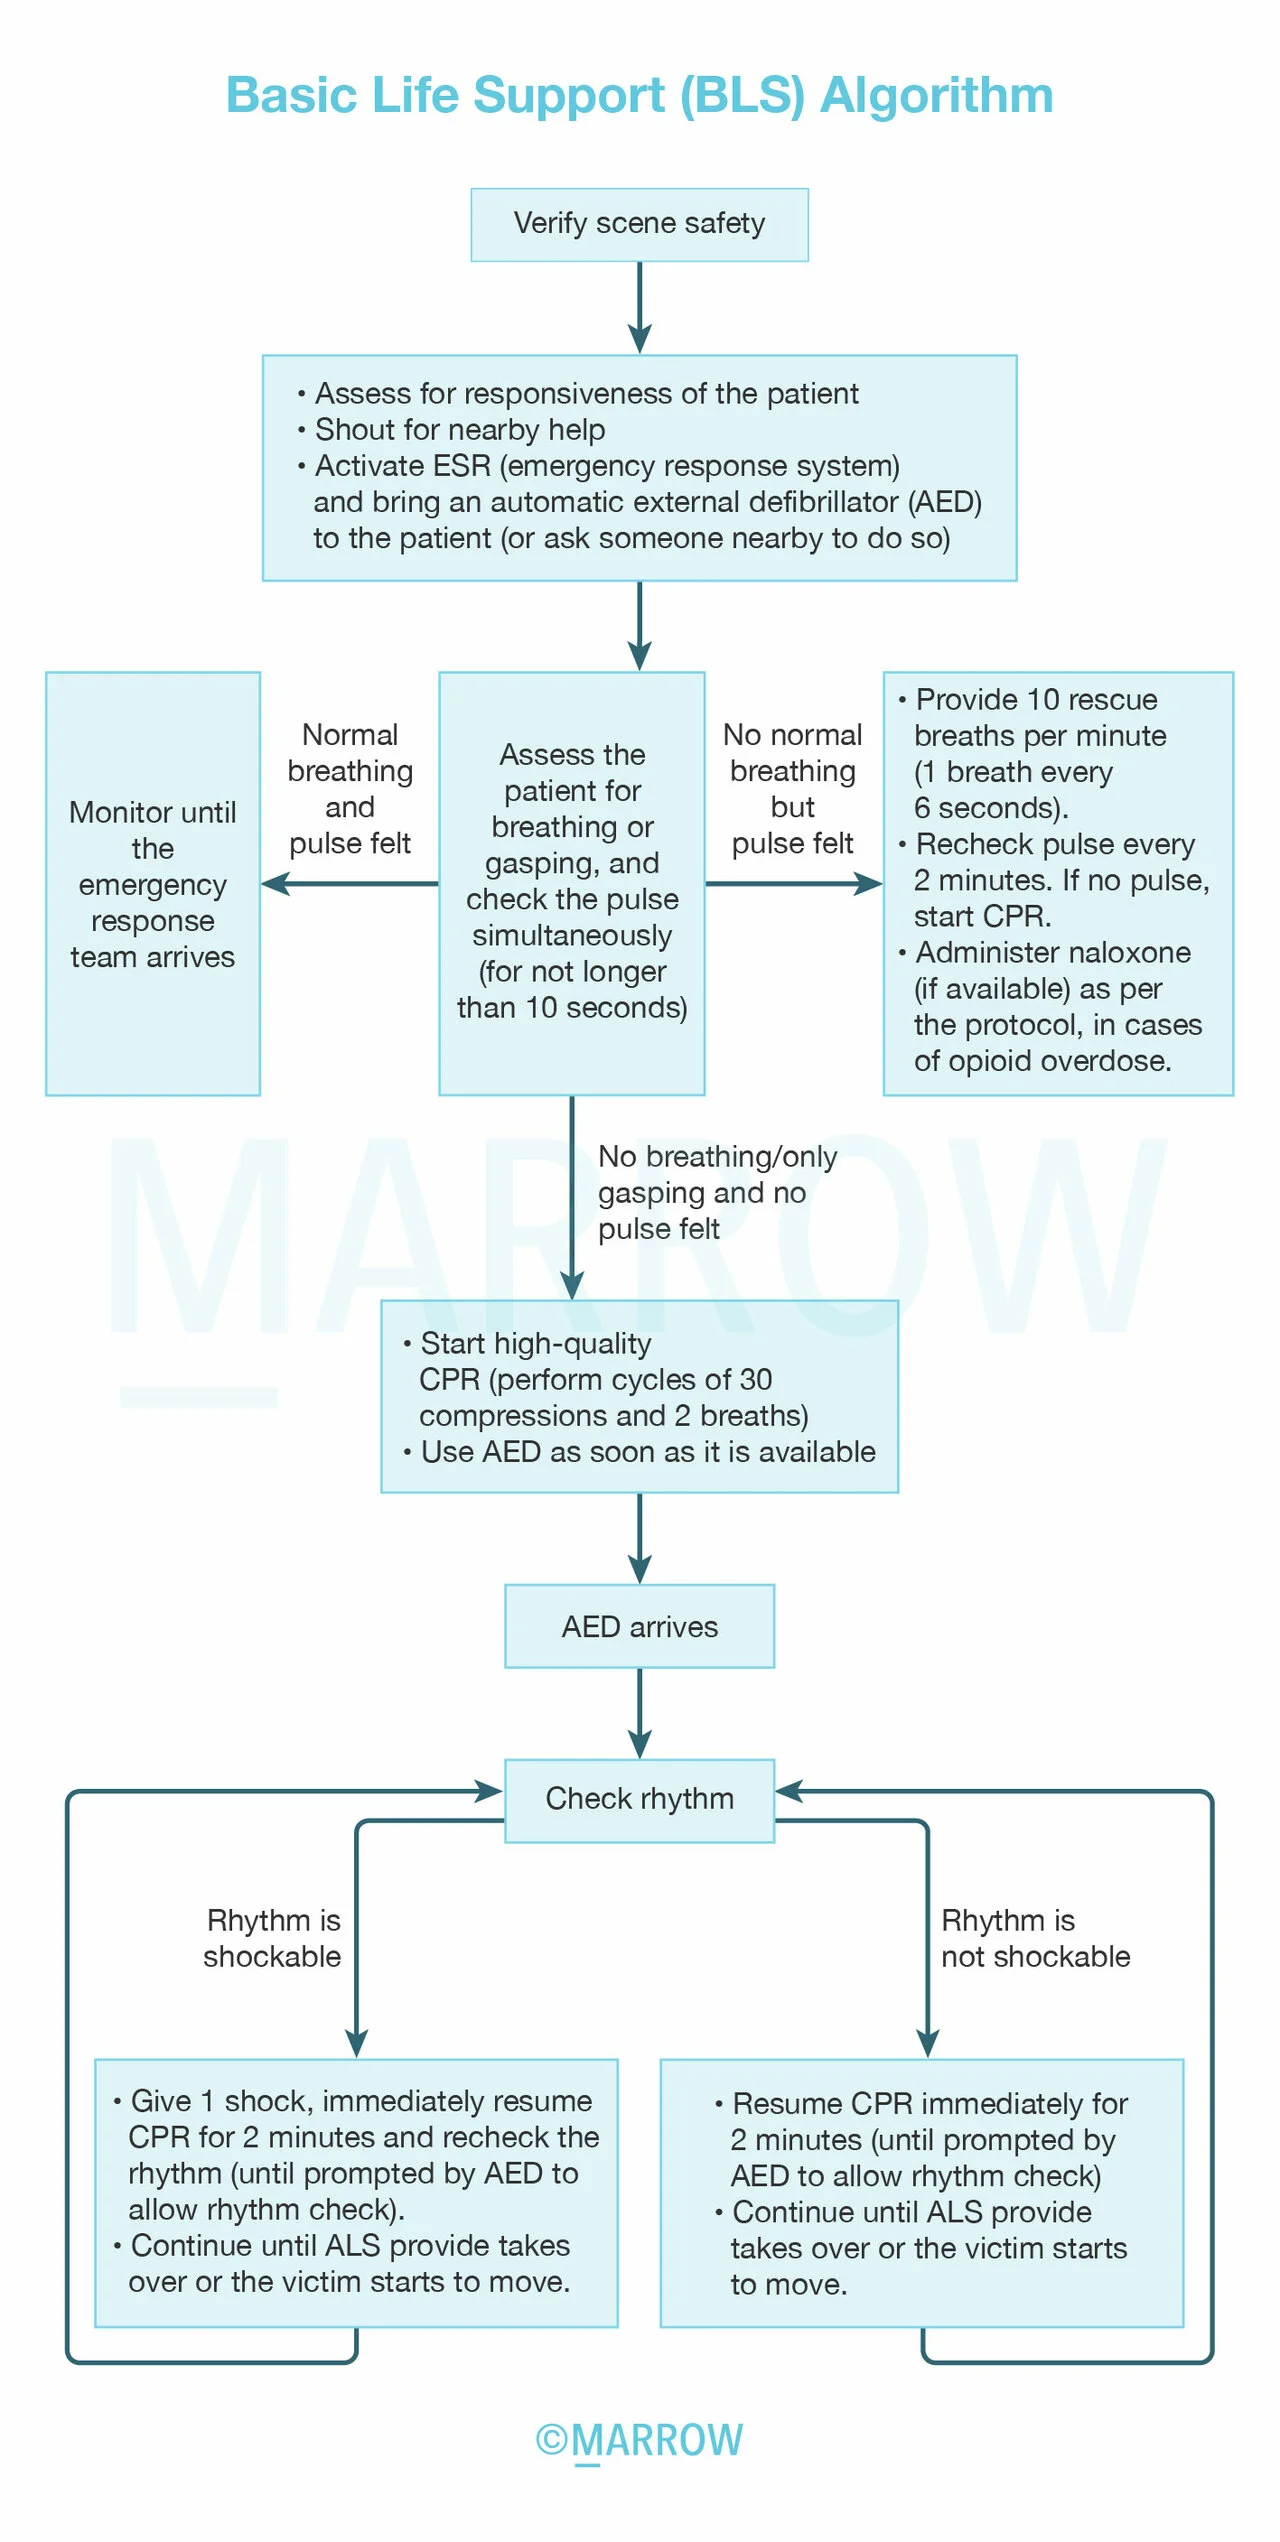 Basic Life Support (BLS) Algorithm
Verify scene safety
• Assess for responsiveness of the patient
• Shout for nearby help
• Activate ESR (emergency response system)
and bring an automatic external defibrillator (AED)
to the patient (or ask someone nearby to do so)
Monitor until
the
emergency
response
team arrives
Normal
breathing
and
pulse felt
Assess the
patient for
breathing or
gasping, and
check the pulse
simultaneously
(for not longer
than 10 seconds)
No normal
breathing
but
pulse felt
• Provide 10 rescue
breaths per minute
(1 breath every
6 seconds).
• Recheck pulse every
2 minutes. If no pulse,
start CPR.
• Administer naloxone
(if available) as per
the protocol, in cases
of opioid overdose.
MARROW
No breathing/only
gasping and no
pulse felt
• Start high-quality
CPR (perform cycles of 30
compressions and 2 breaths)
• Use AED as soon as it is available
AED arrives
Check rhythm
Rhythm is
shockable
Rhythm is
not shockable
• Give 1 shock, immediately resume
CPR for 2 minutes and recheck the
rhythm (until prompted by AED to
allow rhythm check).
• Continue until ALS provide takes
over or the victim starts to move.
• Resume CPR immediately for
2 minutes (until prompted by
AED to allow rhythm check)
• Continue until ALS provide
takes over or the victim starts
to move.
©MARROW